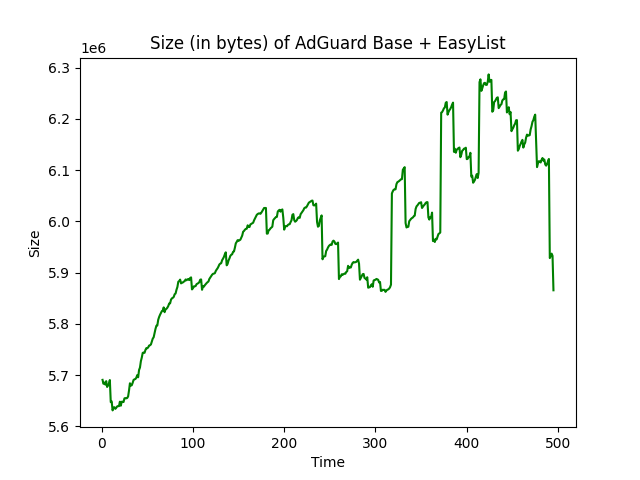 Size (in bytes) of AdGuard Base + EasyList
1e6
6.3
6.2
6.1
6.0
5.9
5.8
5.7
5.6
Size
0 100 200 300 400 500
Time